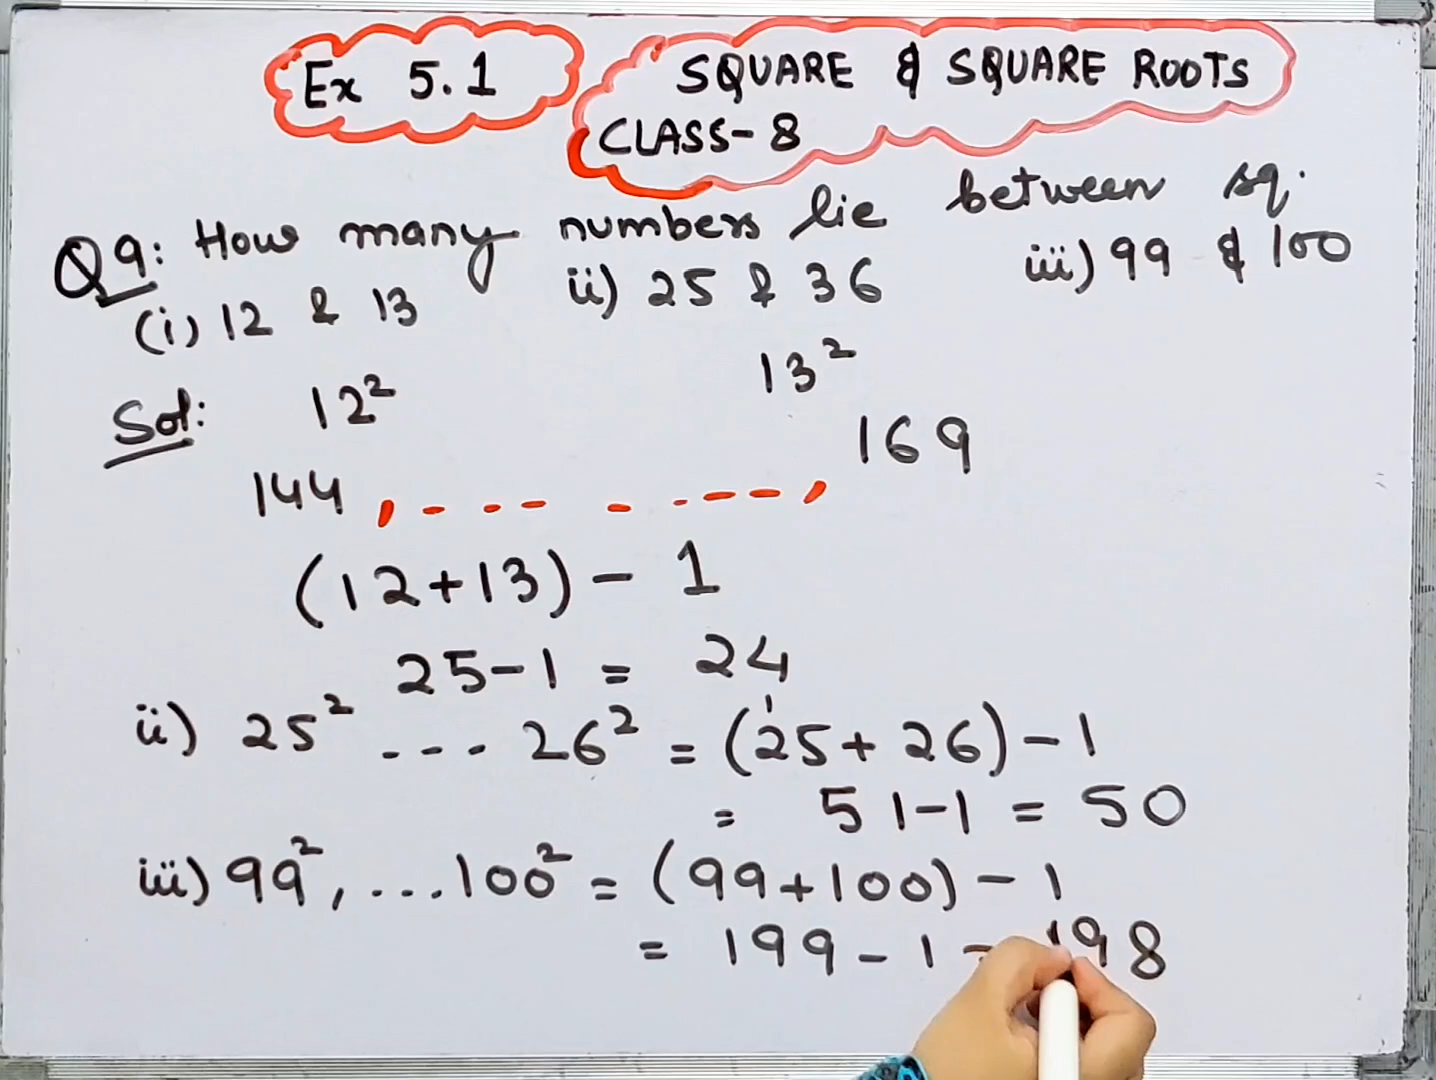 Ex 5.1
SQUARE & SQUARE ROOTS
CLASS-8
Q9: How many numbers lie between sq.
(i) 12 & 13 ii) 25 & 36 iii) 99 & 100
Sol: 12² 13²
144 , - - - - - - - , 169
(12+13) - 1
25-1 = 24
ii) 25² - - - 26² = (25+26)-1
= 51-1 = 50
iii) 99², ...100² = (99+100) - 1
= 199 - 1 = 198